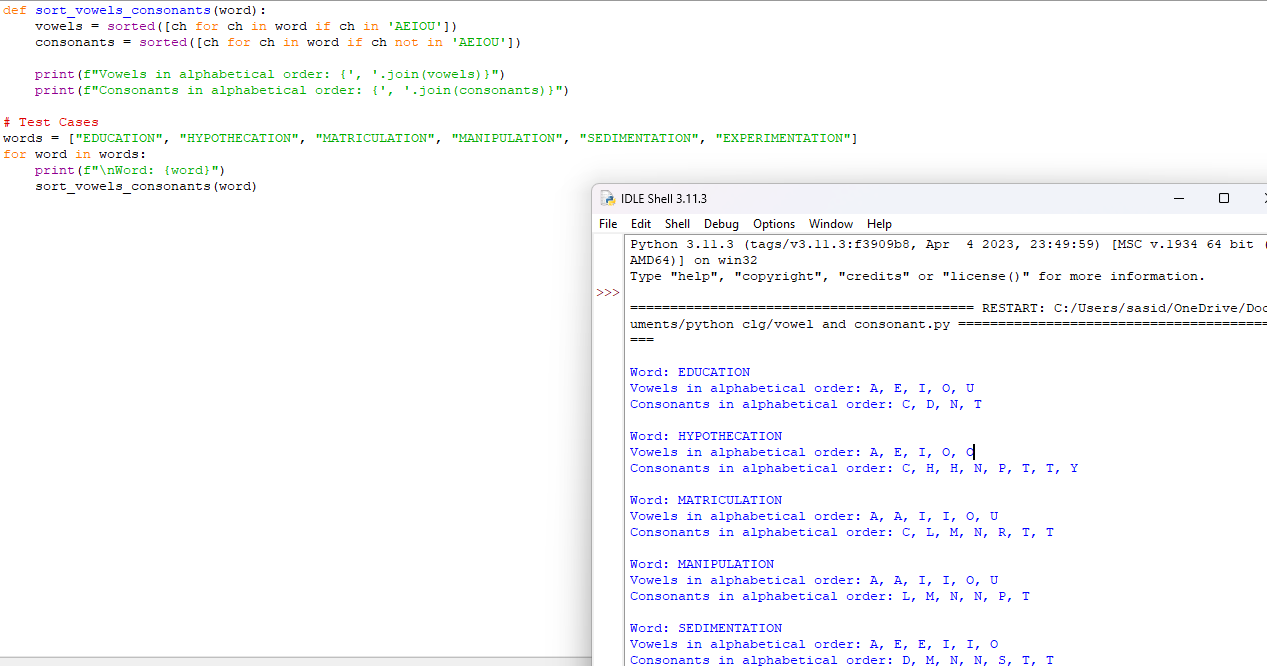 def sort_vowels_consonants(word):
    vowels = sorted([ch for ch in word if ch in 'AEIOU'])
    consonants = sorted([ch for ch in word if ch not in 'AEIOU'])
    print(f"Vowels in alphabetical order: {', '.join(vowels)}")
    print(f"Consonants in alphabetical order: {', '.join(consonants)}")
# Test Cases
words = ["EDUCATION", "HYPOTHECATION", "MATRICULATION", "MANIPULATION", "SEDIMENTATION", "EXPERIMENTATION"]
for word in words:
    print(f"\nWord: {word}")
    sort_vowels_consonants(word)
IDLE Shell 3.11.3
File Edit Shell Debug Options Window Help
Python 3.11.3 (tags/v3.11.3:f3909b8, Apr  4 2023, 23:49:59) [MSC v.1934 64 bit (
AMD64)] on win32
Type "help", "copyright", "credits" or "license()" for more information.
>>>
=========================================== RESTART: C:/Users/sasid/OneDrive/Doc
uments/python clg/vowel and consonant.py =======================================
===
Word: EDUCATION
Vowels in alphabetical order: A, E, I, O, U
Consonants in alphabetical order: C, D, N, T
Word: HYPOTHECATION
Vowels in alphabetical order: A, E, I, O, O
Consonants in alphabetical order: C, H, H, N, P, T, T, Y
Word: MATRICULATION
Vowels in alphabetical order: A, A, I, I, O, U
Consonants in alphabetical order: C, L, M, N, R, T, T
Word: MANIPULATION
Vowels in alphabetical order: A, A, I, I, O, U
Consonants in alphabetical order: L, M, N, N, P, T
Word: SEDIMENTATION
Vowels in alphabetical order: A, E, E, I, I, O
Consonants in alphabetical order: D, M, N, N, S, T, T